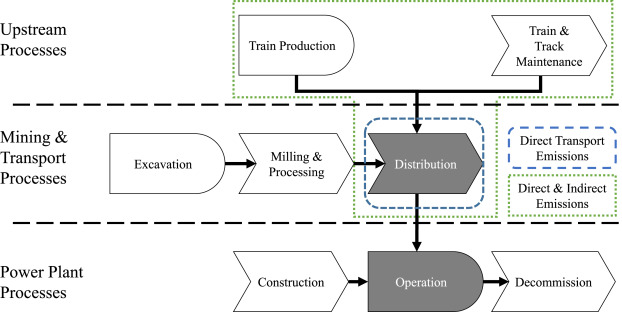 Upstream
Processes
Train Production
Train &
Track
Maintenance
Mining &
Transport
Processes
Excavation
Milling &
Processing
Distribution
Direct Transport
Emissions
Direct & Indirect
Emissions
Power Plant
Processes
Construction
Operation
Decommission